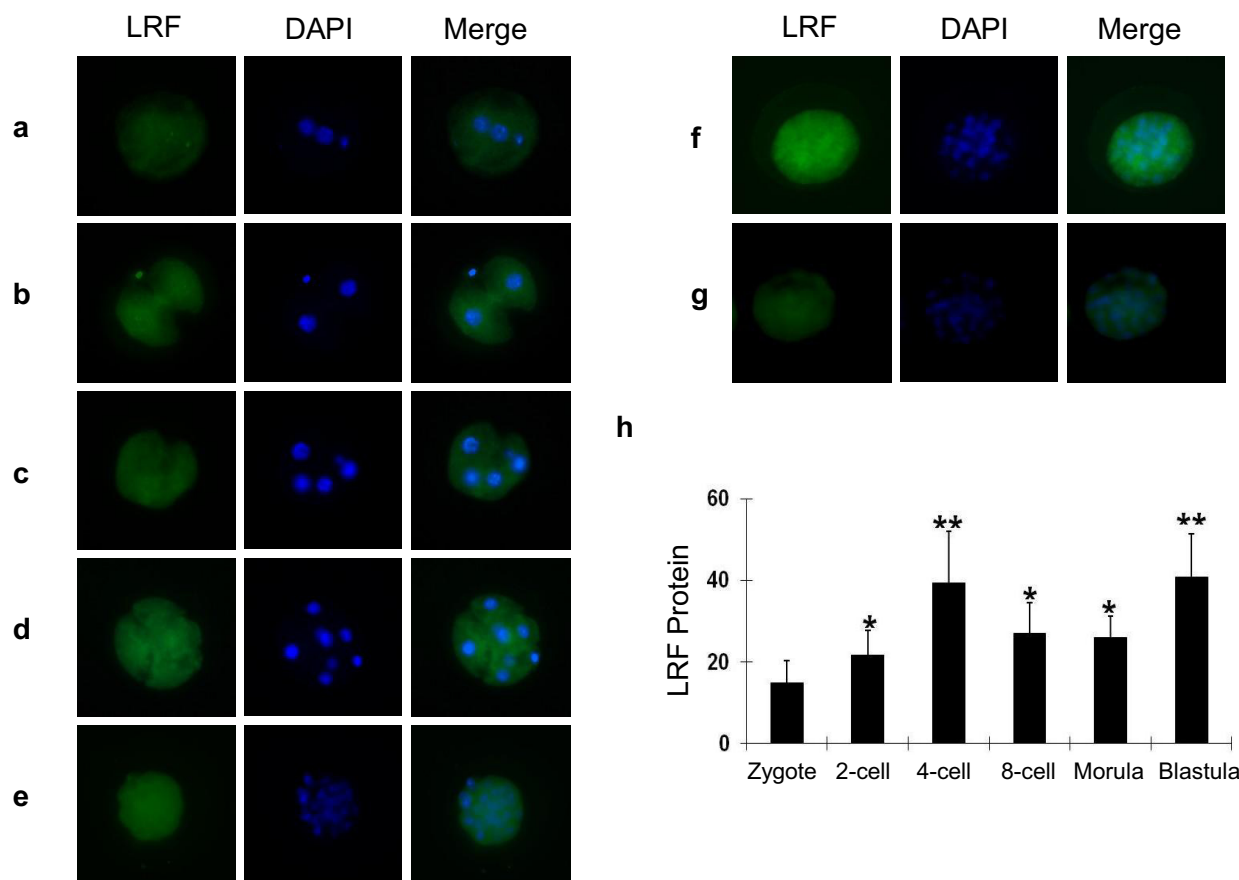 LRF DAPI Merge
a
b
c
d
e
LRF DAPI Merge
f
g
h
LRF Protein
60
40
20
0
* ** * * **
Zygote 2-cell 4-cell 8-cell Morula Blastula